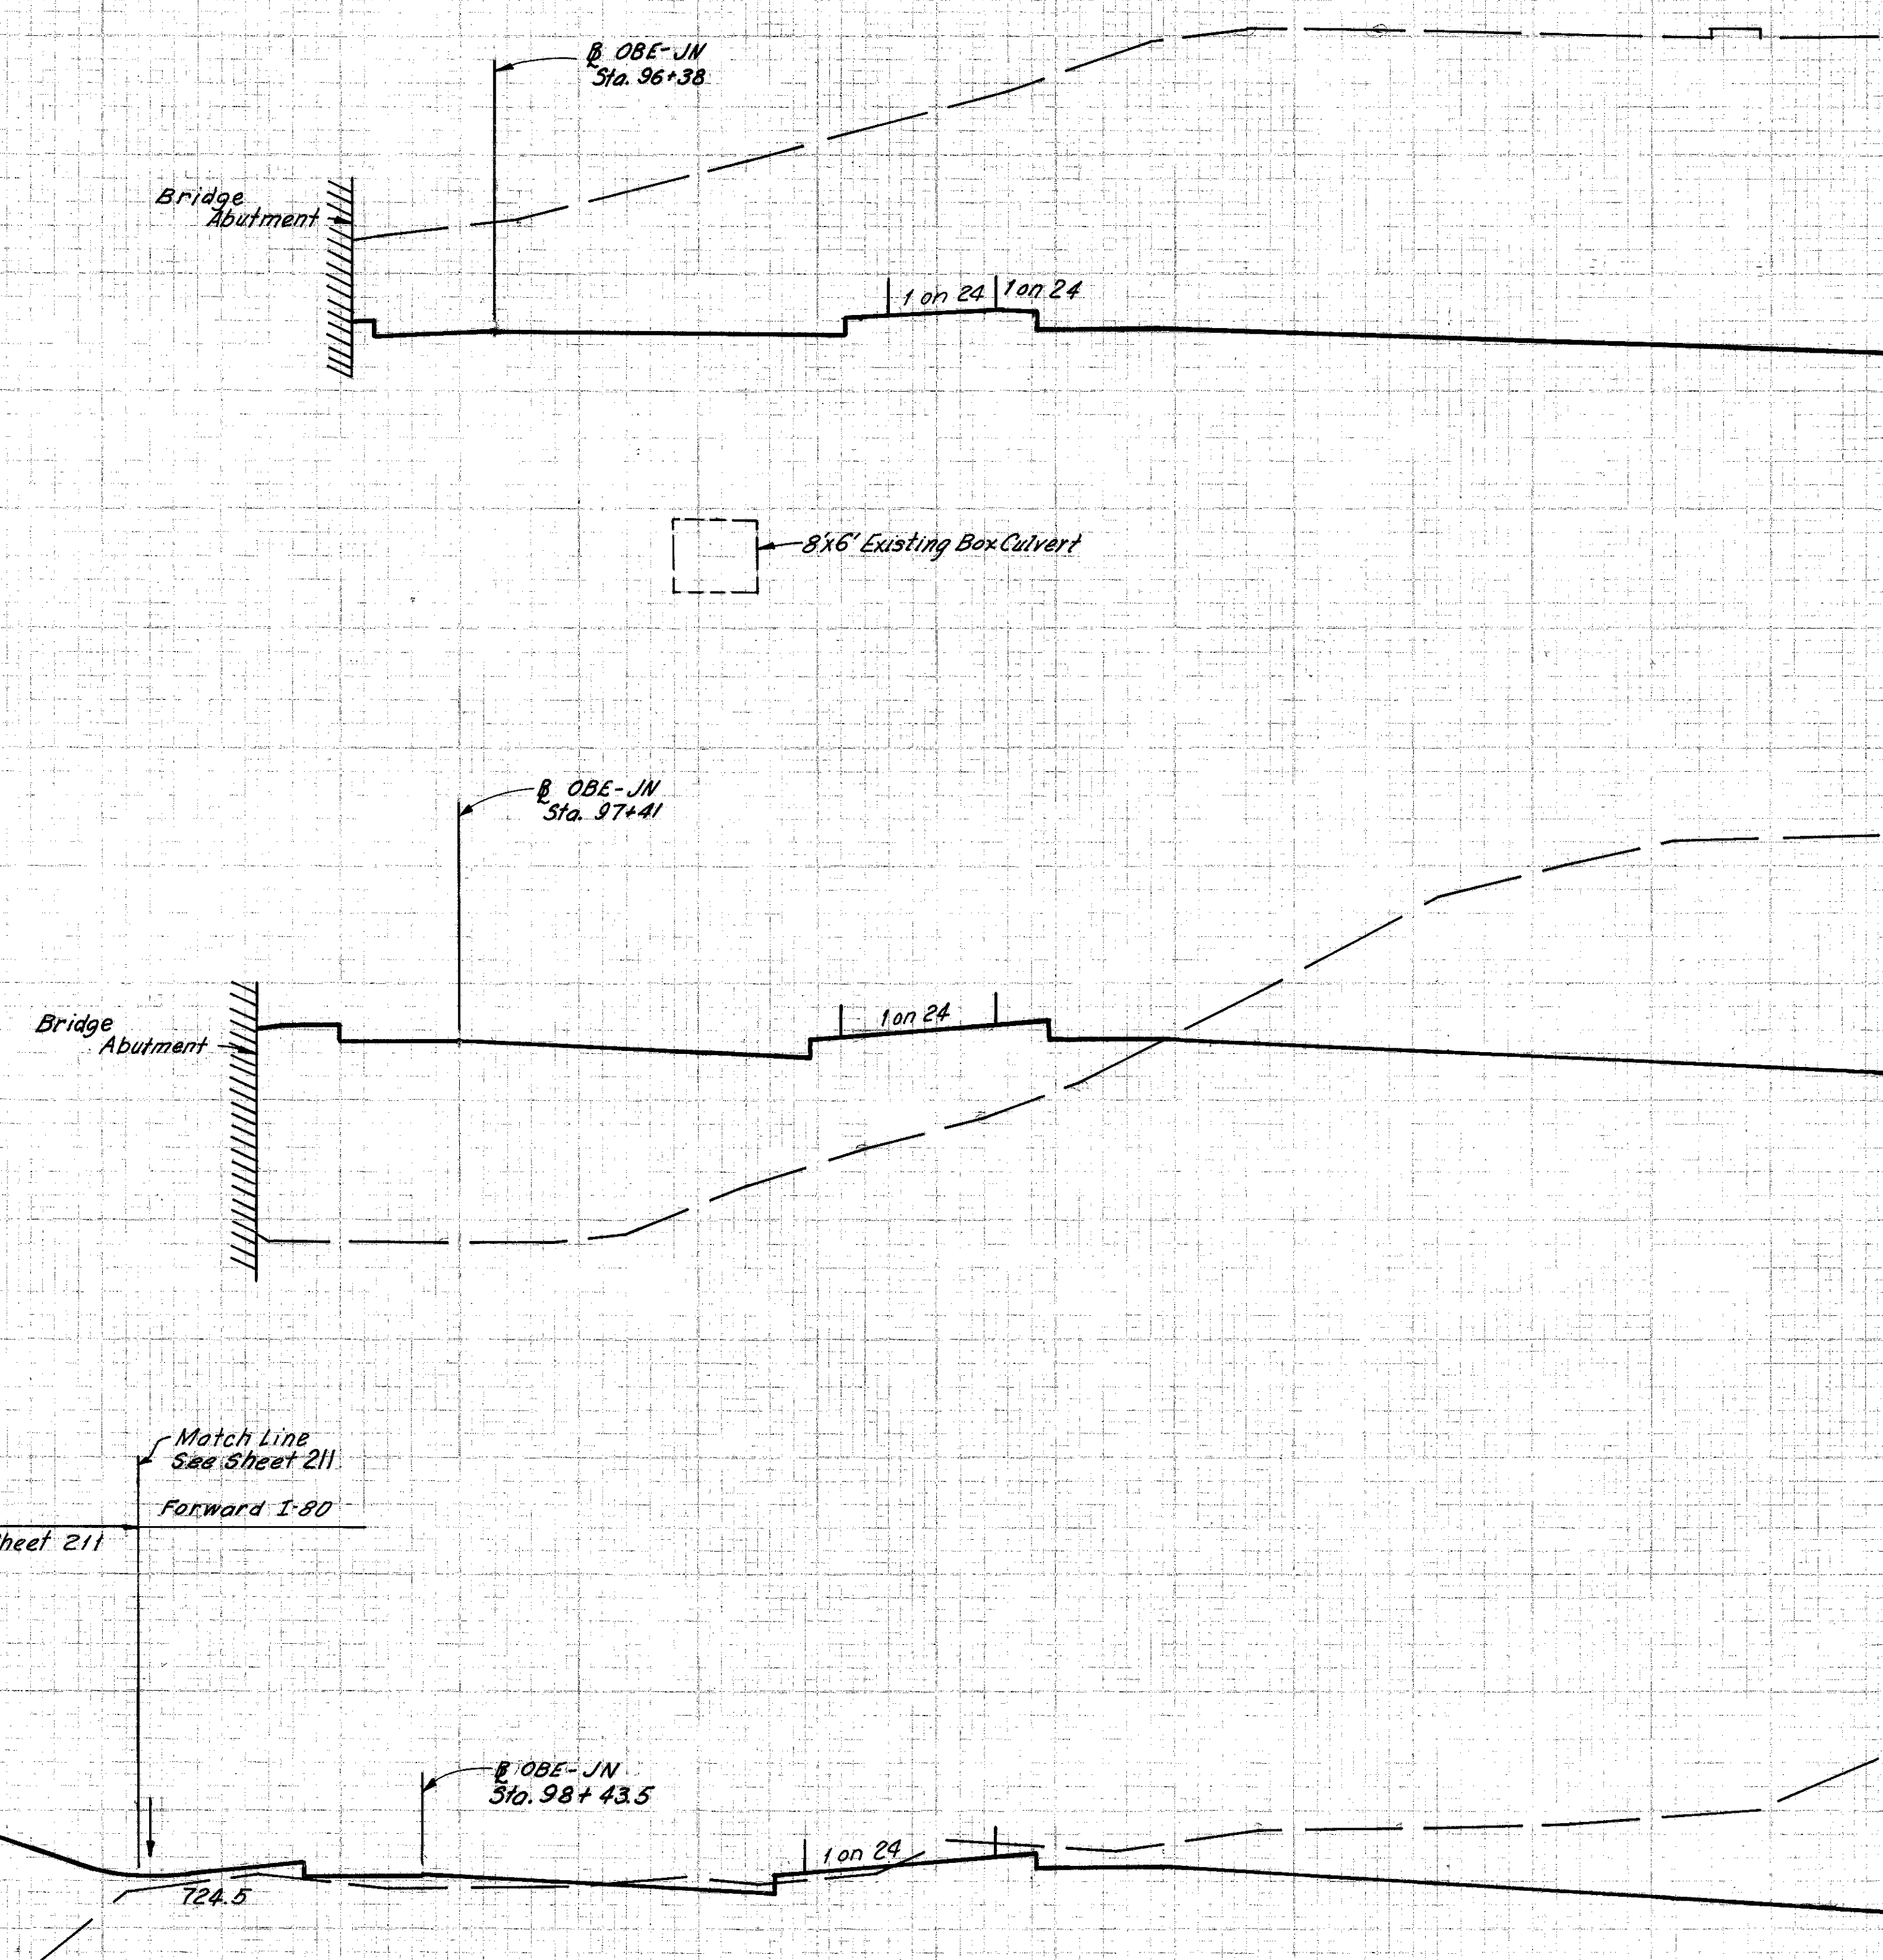 ℄ OBE-JN
Sta. 96+38
Bridge
Abutment
1 on 24 1 on 24
8'x6' Existing Box Culvert
℄ OBE-JN
Sta. 97+41
1 on 24
Bridge
Abutment
Match Line
See Sheet 211
Forward I-80
heet 211
℄ OBE-JN
Sta. 98+43.5
1 on 24
724.5